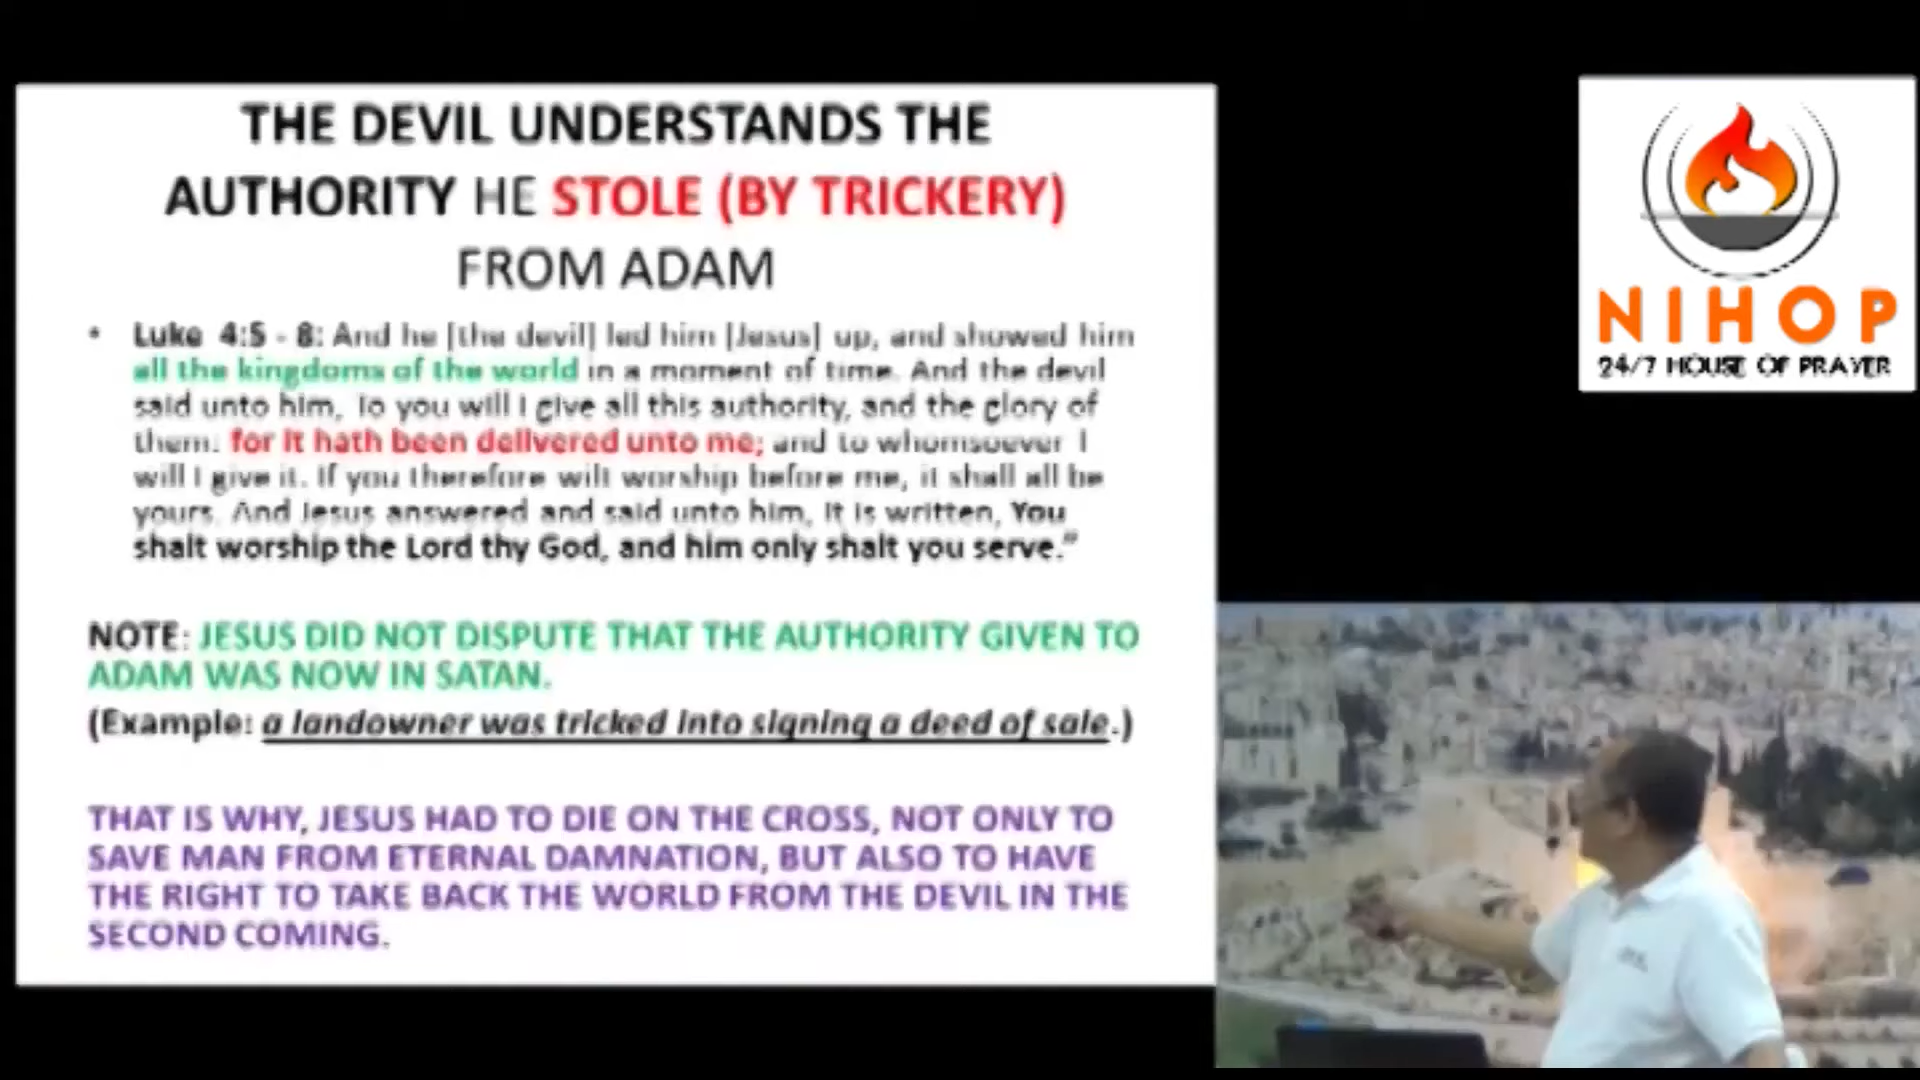 THE DEVIL UNDERSTANDS THE
AUTHORITY HE STOLE (BY TRICKERY)
FROM ADAM
• Luke 4:5 - 8: And he [the devil] led him [Jesus] up, and showed him
all the kingdoms of the world in a moment of time. And the devil
said unto him, To you will I give all this authority, and the glory of
them: for it hath been delivered unto me; and to whomsoever I
will I give it. If you therefore wilt worship before me, it shall all be
yours. And Jesus answered and said unto him, It is written, You
shalt worship the Lord thy God, and him only shalt you serve."
NOTE: JESUS DID NOT DISPUTE THAT THE AUTHORITY GIVEN TO
ADAM WAS NOW IN SATAN.
(Example: a landowner was tricked into signing a deed of sale.)
THAT IS WHY, JESUS HAD TO DIE ON THE CROSS, NOT ONLY TO
SAVE MAN FROM ETERNAL DAMNATION, BUT ALSO TO HAVE
THE RIGHT TO TAKE BACK THE WORLD FROM THE DEVIL IN THE
SECOND COMING.
NIHOP
24/7 HOUSE OF PRAYER